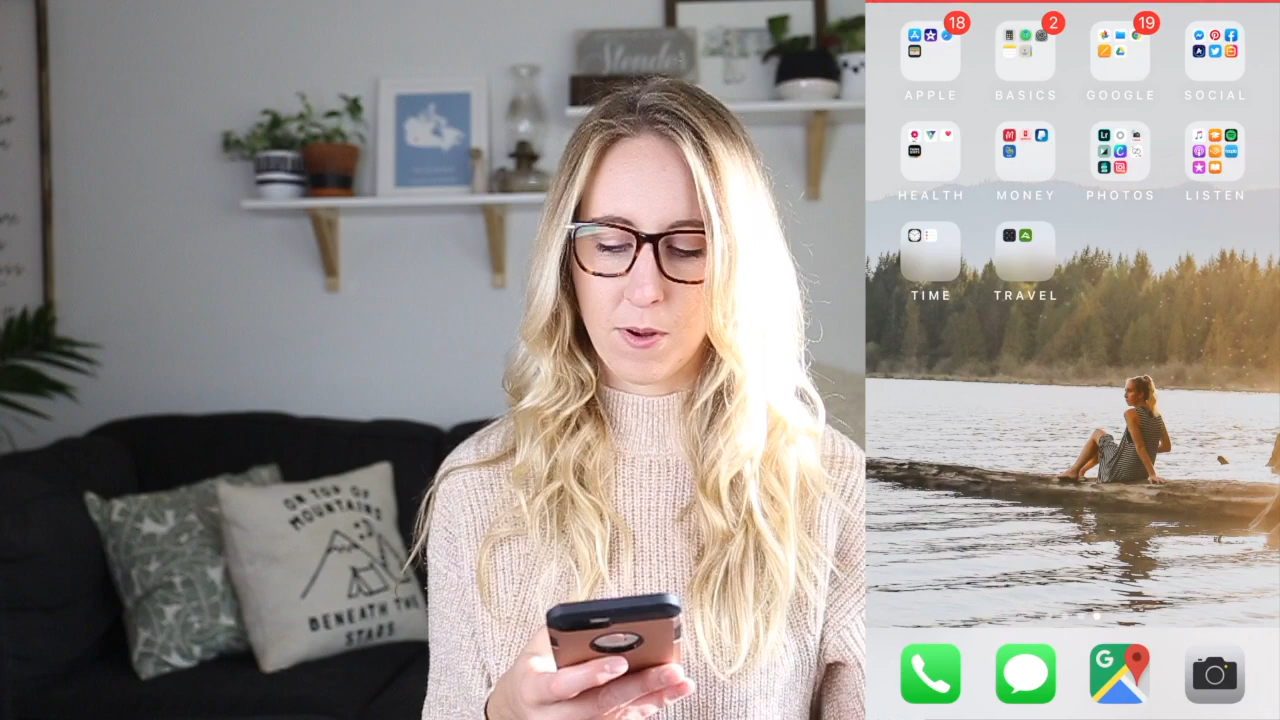 ON TOP OF
MOUNTAINS
BENEATH THE
STARS
18
2
19
APPLE
BASICS
GOOGLE
SOCIAL
HEALTH
MONEY
PHOTOS
LISTEN
TIME
TRAVEL
G